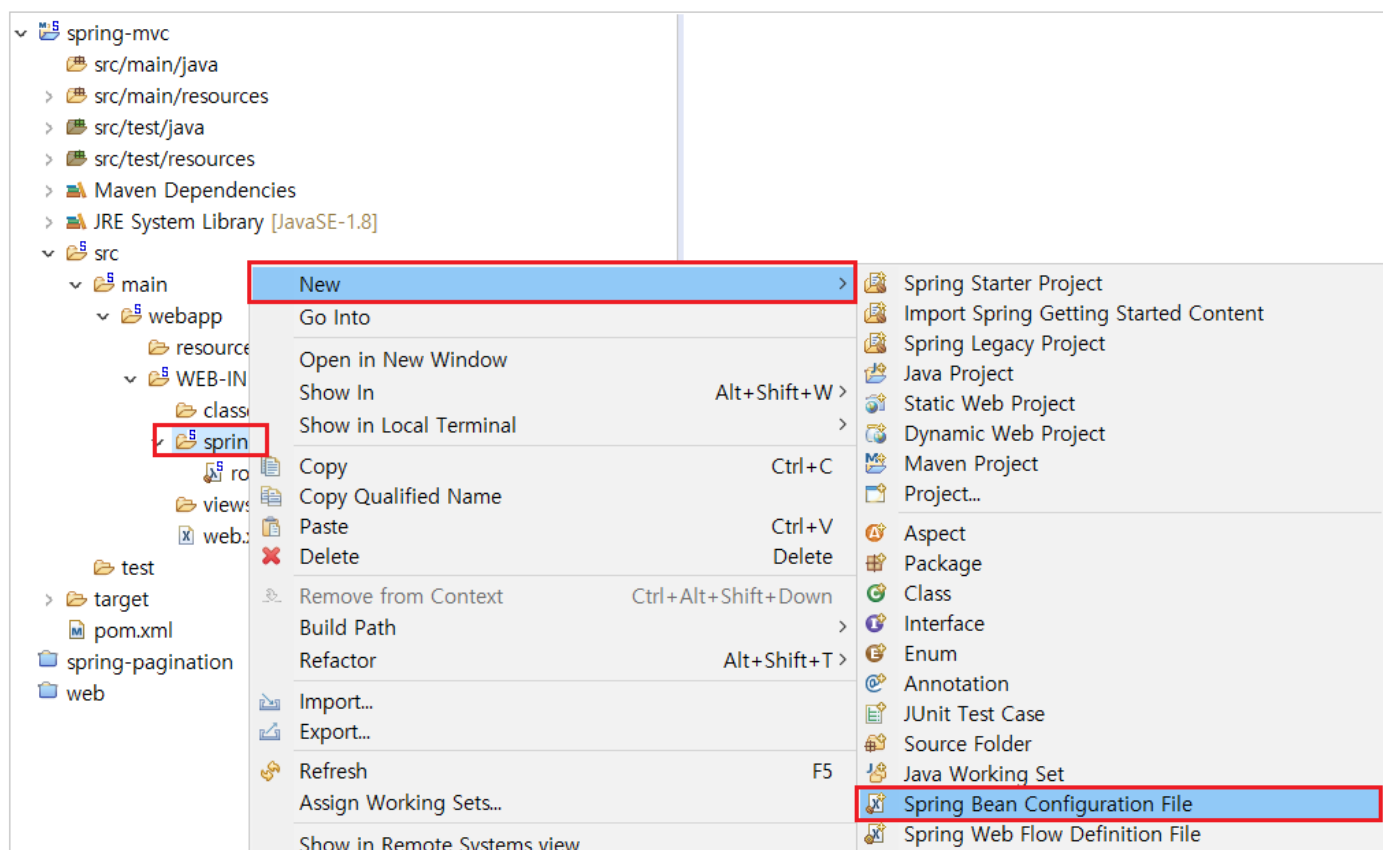 spring-mvc
src/main/java
src/main/resources
src/test/java
src/test/resources
Maven Dependencies
JRE System Library [JavaSE-1.8]
src
main
webapp
resource
WEB-IN
class
sprin
ro
views
web.
test
target
pom.xml
spring-pagination
web
New
Go Into
Open in New Window
Show In Alt+Shift+W
Show in Local Terminal
Copy Ctrl+C
Copy Qualified Name
Paste Ctrl+V
Delete Delete
Remove from Context Ctrl+Alt+Shift+Down
Build Path
Refactor Alt+Shift+T
Import...
Export...
Refresh F5
Assign Working Sets...
Show in Remote Systems view
Spring Starter Project
Import Spring Getting Started Content
Spring Legacy Project
Java Project
Static Web Project
Dynamic Web Project
Maven Project
Project...
Aspect
Package
Class
Interface
Enum
Annotation
JUnit Test Case
Source Folder
Java Working Set
Spring Bean Configuration File
Spring Web Flow Definition File